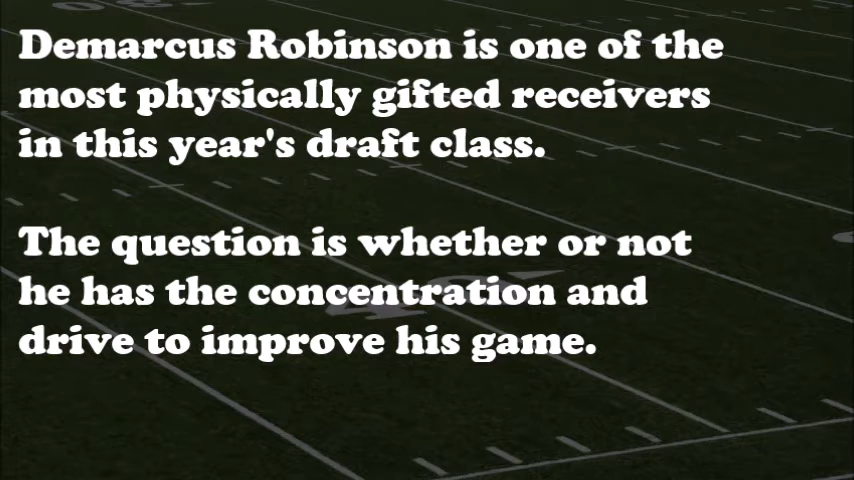 Demarcus Robinson is one of the
most physically gifted receivers
in this year's draft class.
The question is whether or not
he has the concentration and
drive to improve his game.